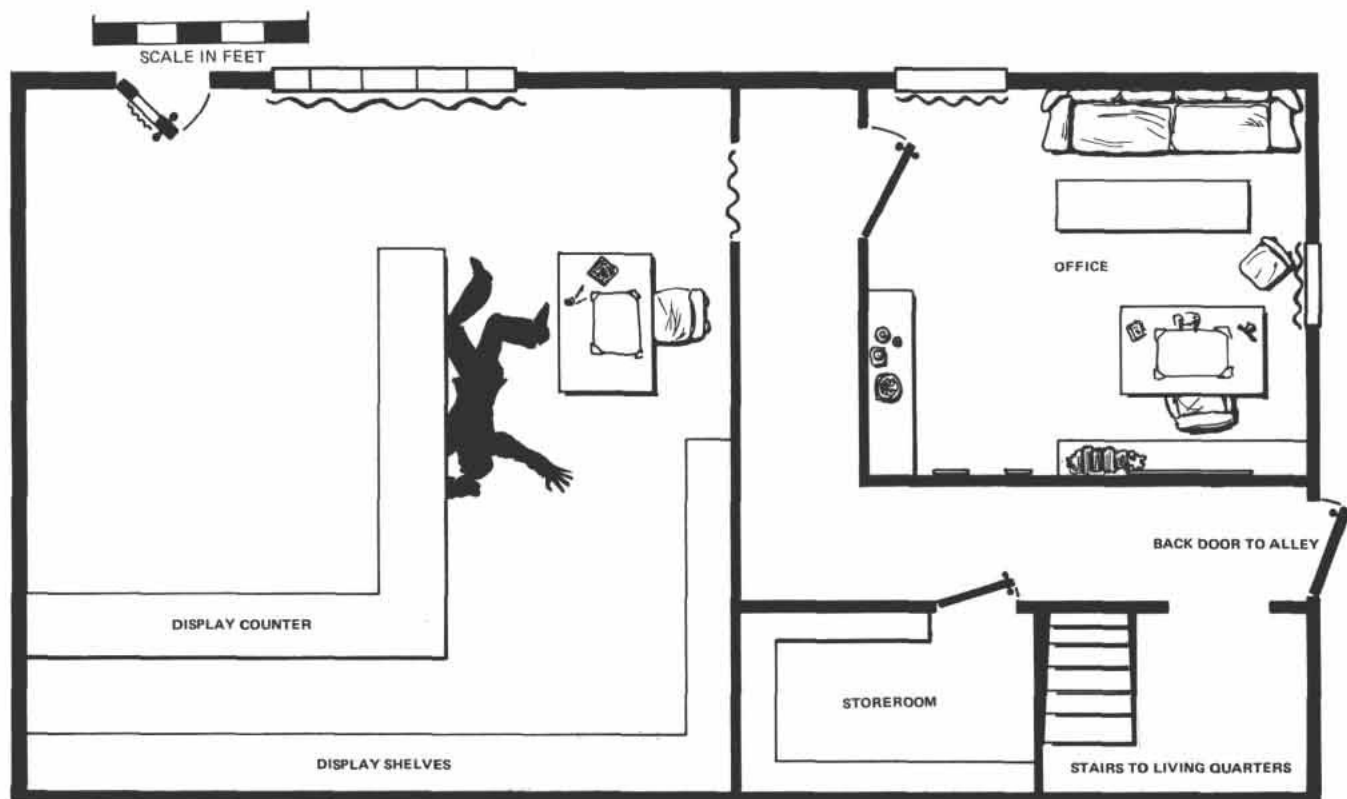 SCALE IN FEET
OFFICE
BACK DOOR TO ALLEY
DISPLAY COUNTER
STOREROOM
DISPLAY SHELVES
STAIRS TO LIVING QUARTERS